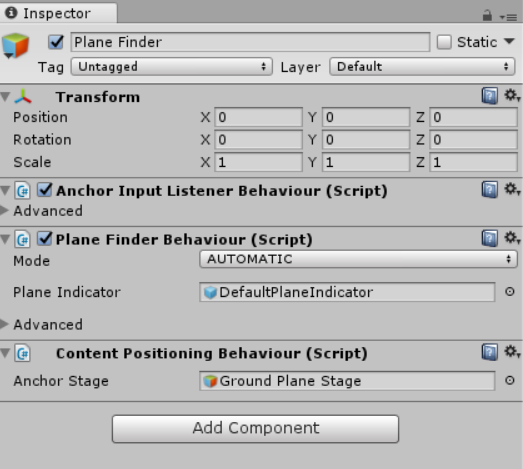 Inspector
Plane Finder Static
Tag Untagged Layer Default
Transform
Position X 0 Y 0 Z 0
Rotation X 0 Y 0 Z 0
Scale X 1 Y 1 Z 1
Anchor Input Listener Behaviour (Script)
Advanced
Plane Finder Behaviour (Script)
Mode AUTOMATIC
Plane Indicator DefaultPlaneIndicator
Advanced
Content Positioning Behaviour (Script)
Anchor Stage Ground Plane Stage
Add Component